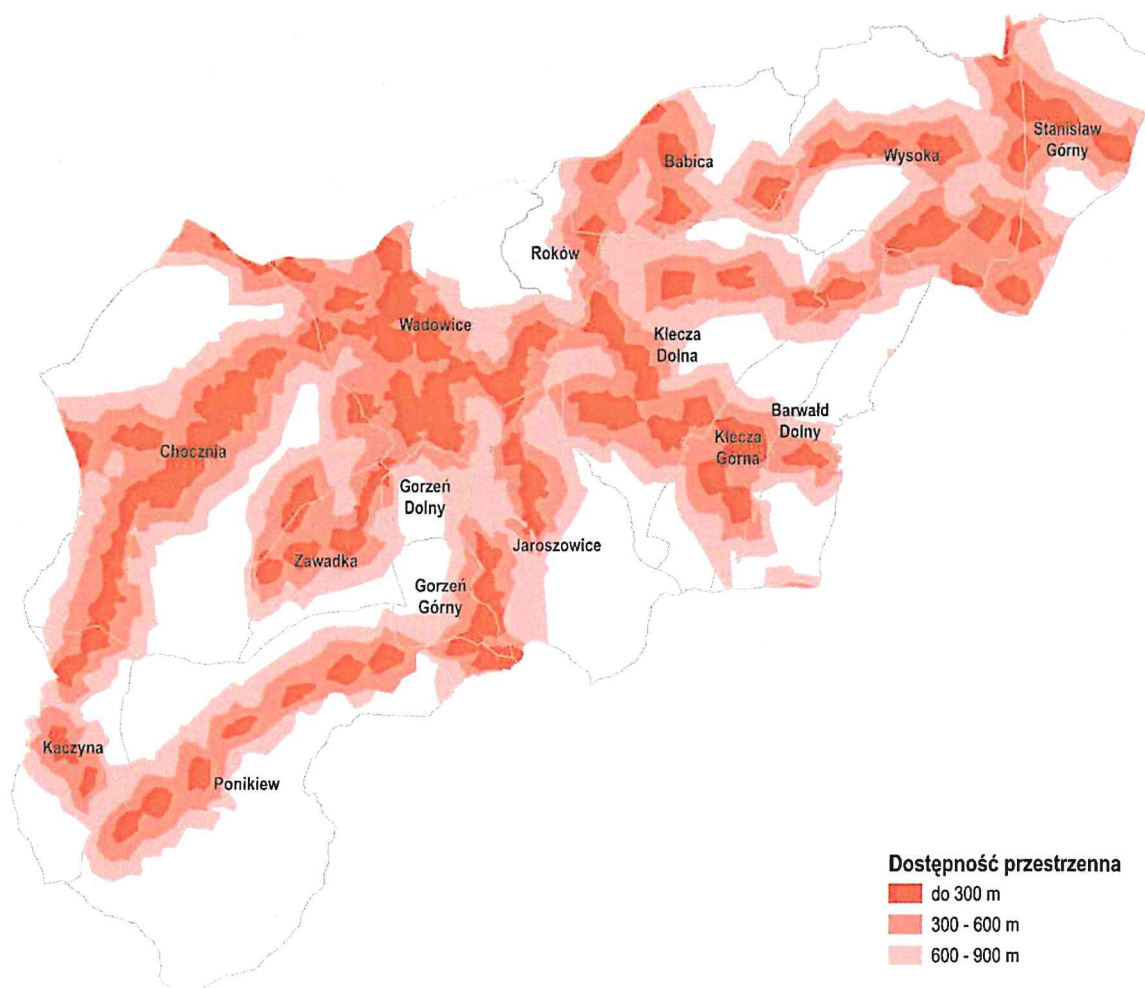 Stanisław
Górny
Wysoka
Babica
Roków
Wadowice
Klecza
Dolna
Barwałd
Dolny
Klecza
Górna
Chocznia
Gorzeń
Dolny
Jaroszowice
Zawadka
Gorzeń
Górny
Kaczyna
Ponikiew
Dostępność przestrzenna
do 300 m
300 - 600 m
600 - 900 m